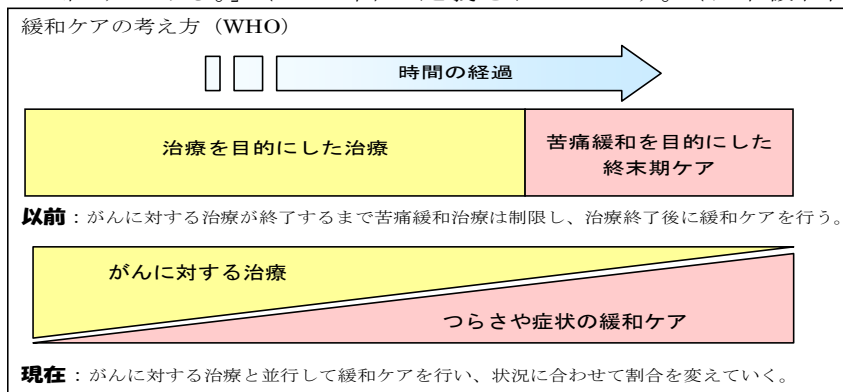 緩和ケアの考え方（WHO）
時間の経過
治療を目的にした治療
苦痛緩和を目的にした
終末期ケア
以前：がんに対する治療が終了するまで苦痛緩和治療は制限し、治療終了後に緩和ケアを行う。
がんに対する治療
つらさや症状の緩和ケア
現在：がんに対する治療と並行して緩和ケアを行い、状況に合わせて割合を変えていく。